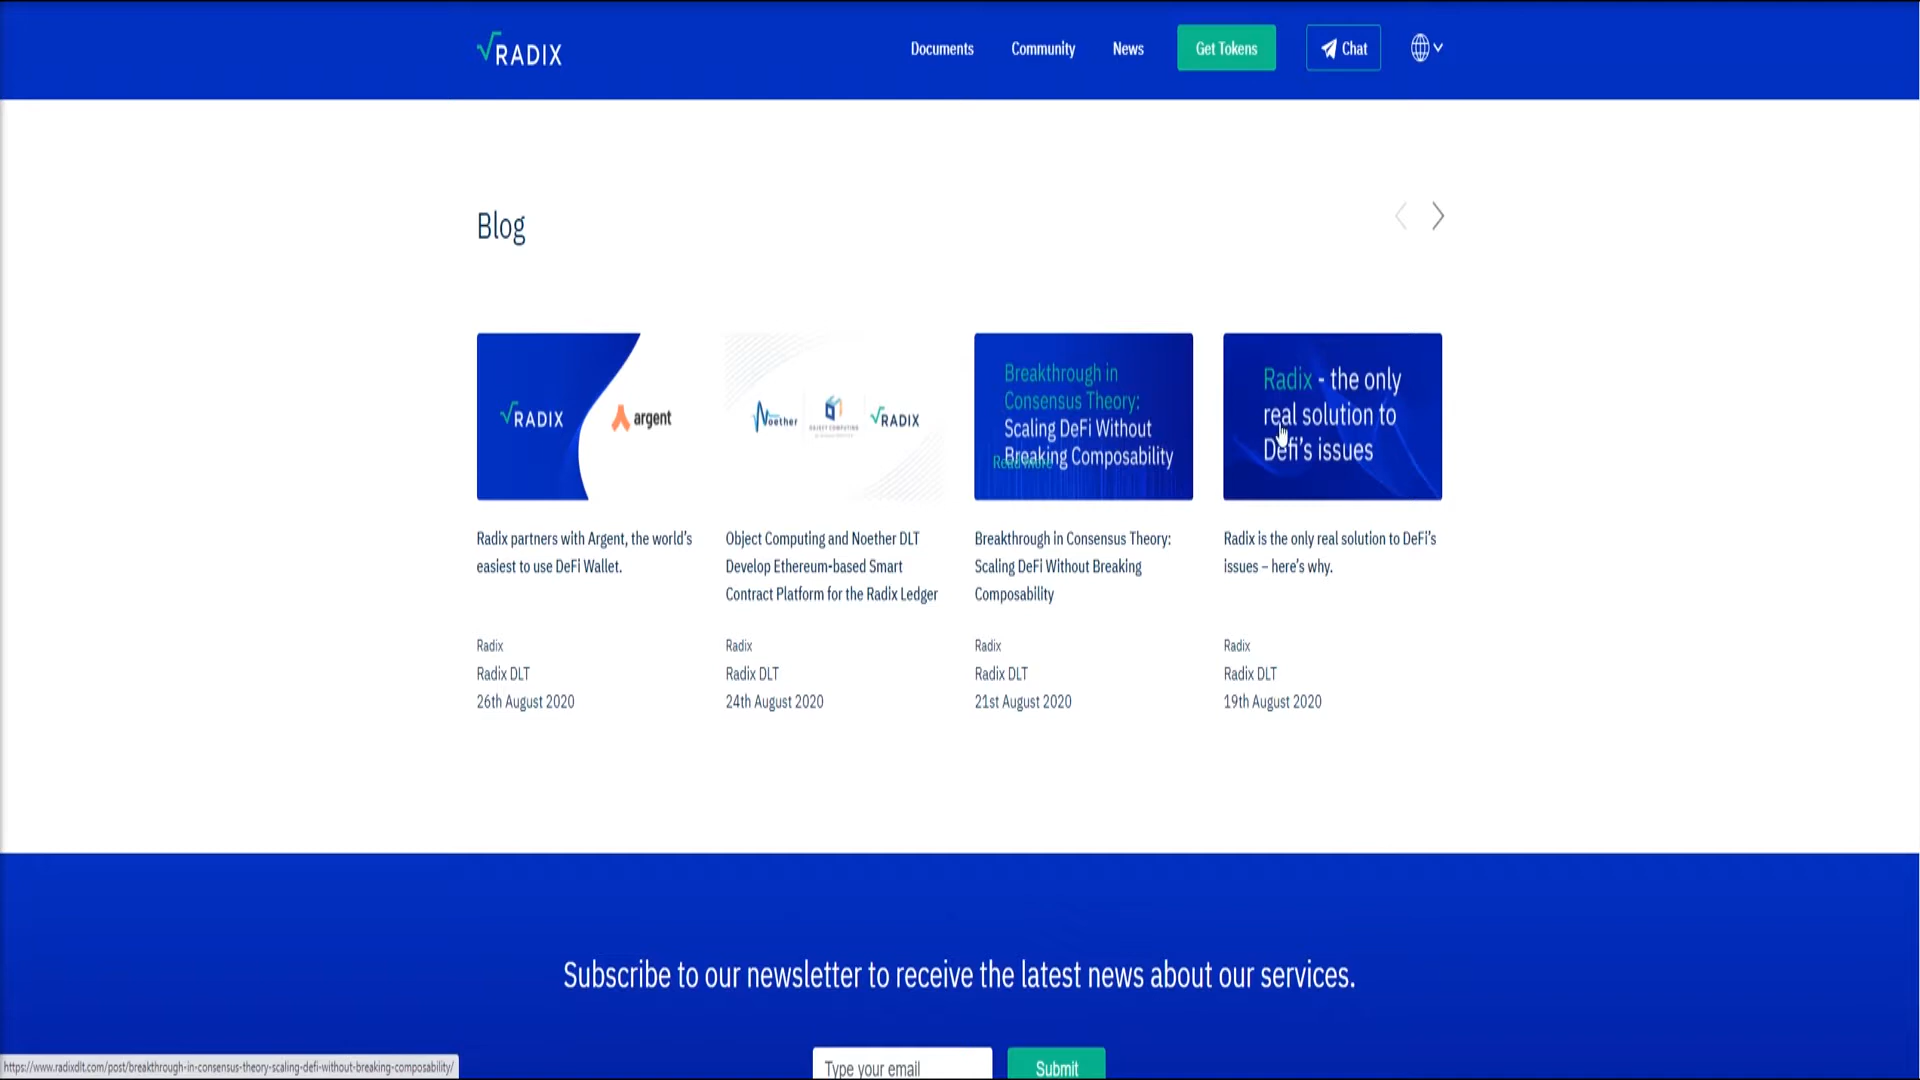 RADIX
Documents
Community
News
Get Tokens
Chat
Blog
RADIX
argent
Noether
OBJECT COMPUTING
RADIX
Breakthrough in
Consensus Theory:
Scaling DeFi Without
Breaking Composability
Read more
Radix - the only
real solution to
Defi's issues
Radix partners with Argent, the world's
easiest to use DeFi Wallet.
Radix
Radix DLT
26th August 2020
Object Computing and Noether DLT
Develop Ethereum-based Smart
Contract Platform for the Radix Ledger
Radix
Radix DLT
24th August 2020
Breakthrough in Consensus Theory:
Scaling DeFi Without Breaking
Composability
Radix
Radix DLT
21st August 2020
Radix is the only real solution to DeFi's
issues – here's why.
Radix
Radix DLT
19th August 2020
Subscribe to our newsletter to receive the latest news about our services.
Type your email
Submit
https://www.radixdlt.com/post/breakthrough-in-consensus-theory-scaling-defi-without-breaking-composability/